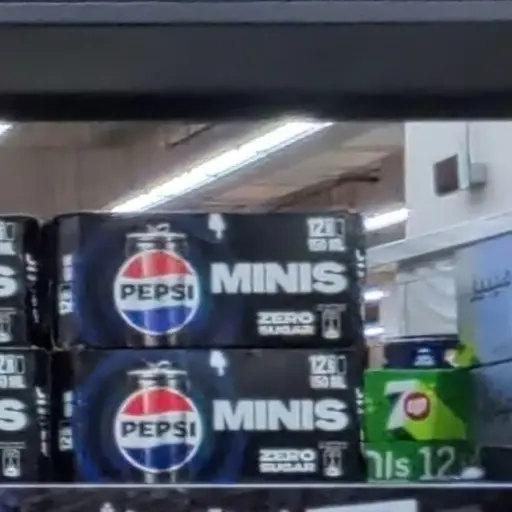 12
150 ML
MINIS
PEPSI
ZERO
SUGAR
12
150 ML
MINIS
PEPSI
ZERO
SUGAR
7UP
nis 12
S
S